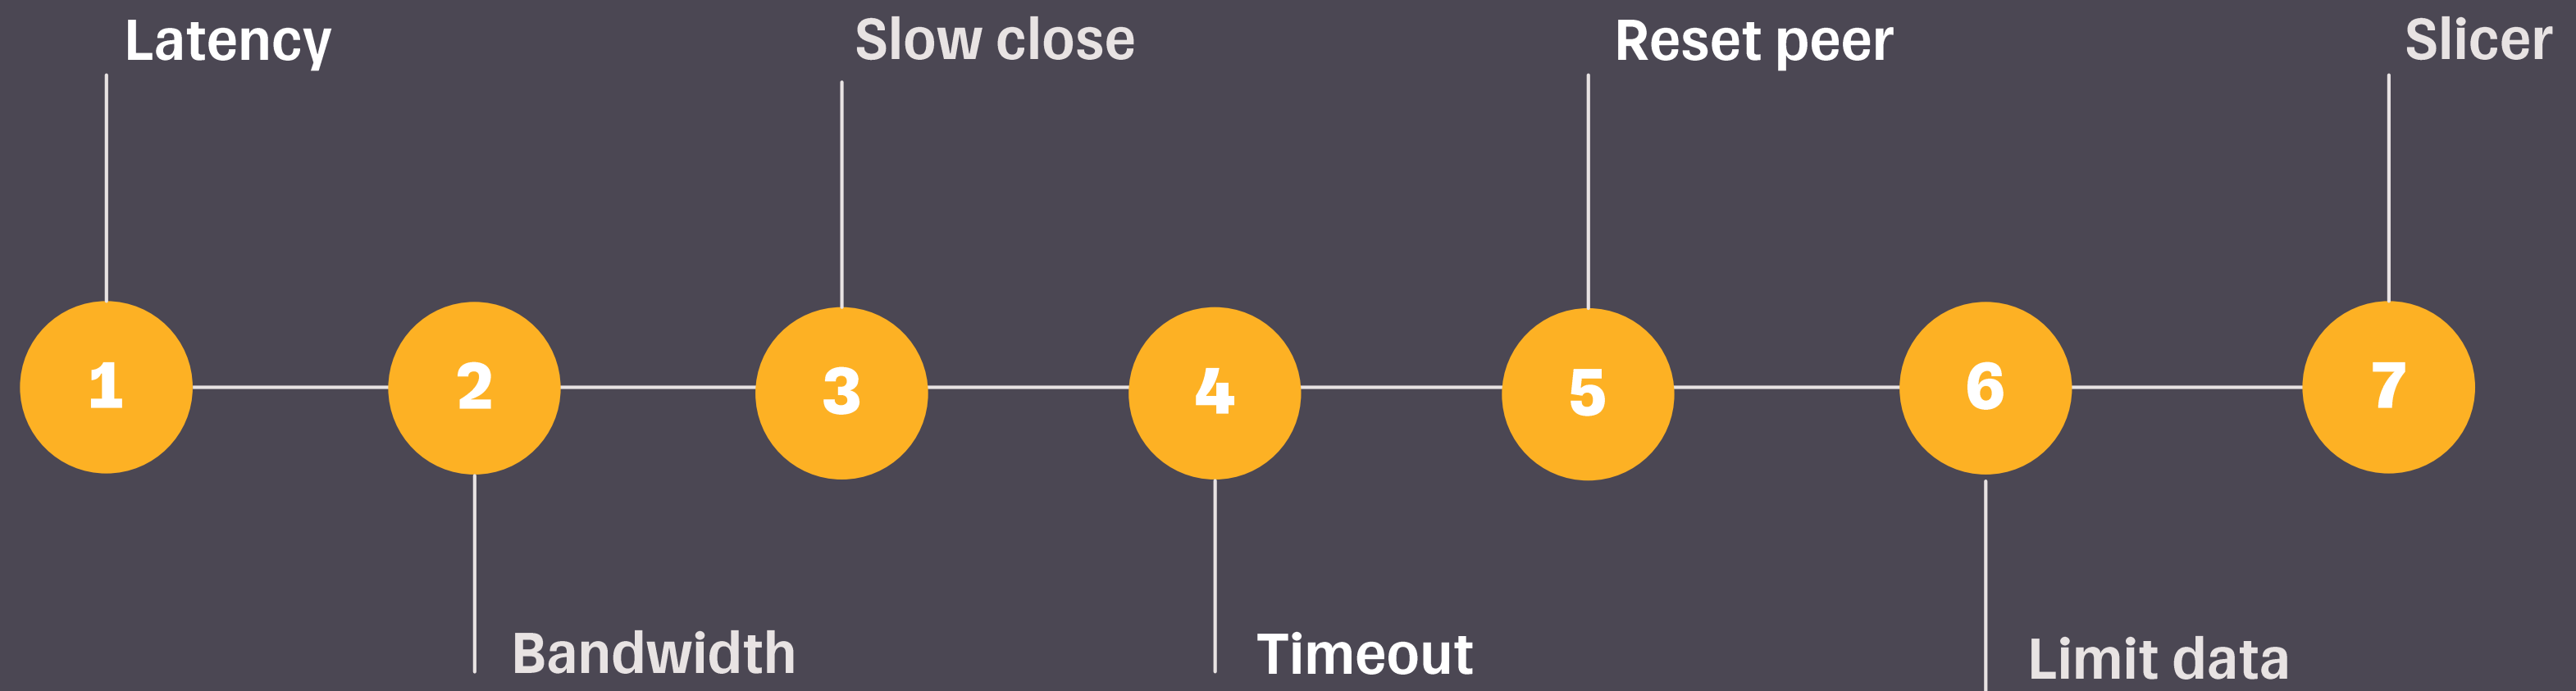 Latency
Slow close
Reset peer
Slicer
1
2
3
4
5
6
7
Bandwidth
Timeout
Limit data